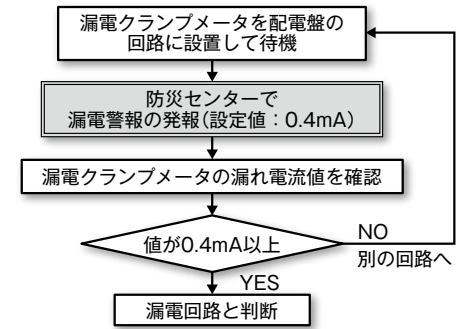 漏電クランプメータを配電盤の
回路に設置して待機
防災センターで
漏電警報の発報（設定値：0.4mA）
漏電クランプメータの漏れ電流値を確認
値が0.4mA以上
NO
別の回路へ
YES
漏電回路と判断